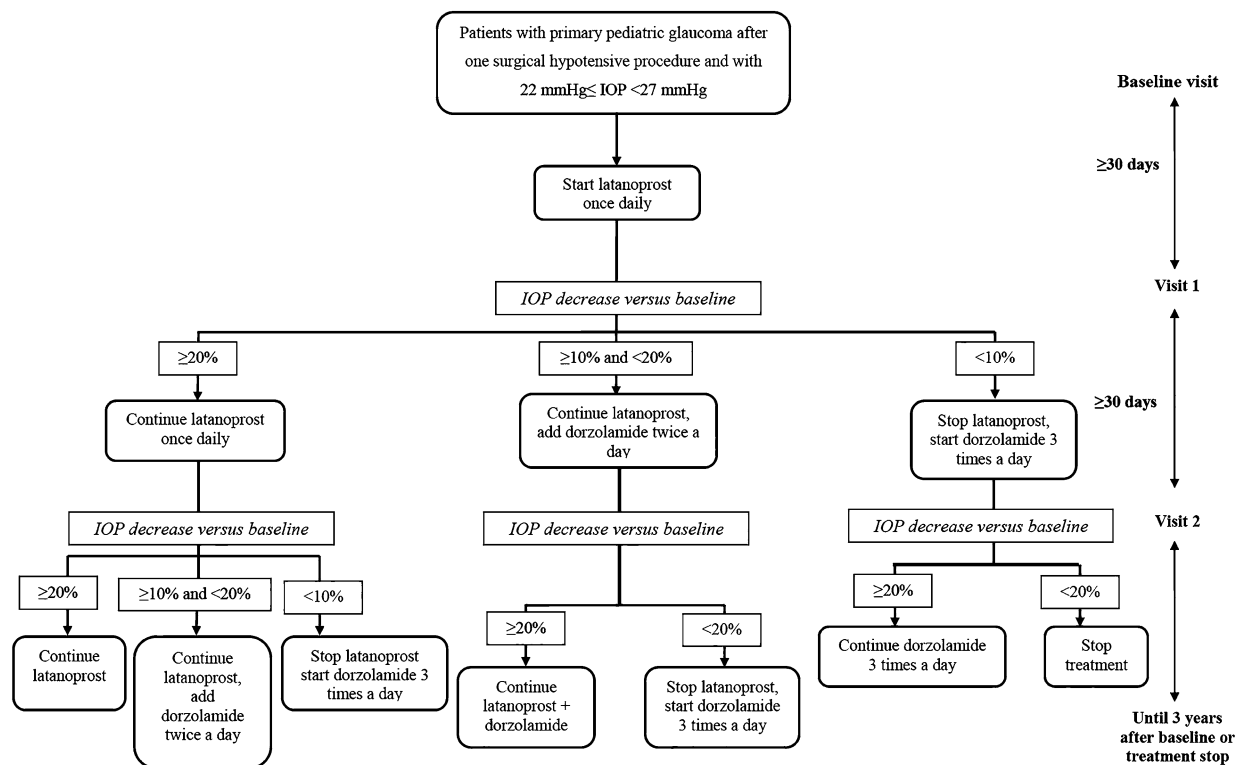 Patients with primary pediatric glaucoma after
one surgical hypotensive procedure and with
22 mmHg≤ IOP <27 mmHg
Baseline visit
≥30 days
Start latanoprost
once daily
Visit 1
IOP decrease versus baseline
≥20%
≥10% and <20%
<10%
≥30 days
Continue latanoprost
once daily
Continue latanoprost,
add dorzolamide twice a
day
Stop latanoprost,
start dorzolamide 3
times a day
Visit 2
IOP decrease versus baseline
IOP decrease versus baseline
IOP decrease versus baseline
≥20%
≥10% and <20%
<10%
≥20%
<20%
≥20%
<20%
Continue
latanoprost
Continue
latanoprost,
add
dorzolamide
twice a day
Stop latanoprost
start dorzolamide 3
times a day
Continue
latanoprost +
dorzolamide
Stop latanoprost,
start dorzolamide
3 times a day
Continue dorzolamide
3 times a day
Stop
treatment
Until 3 years
after baseline or
treatment stop